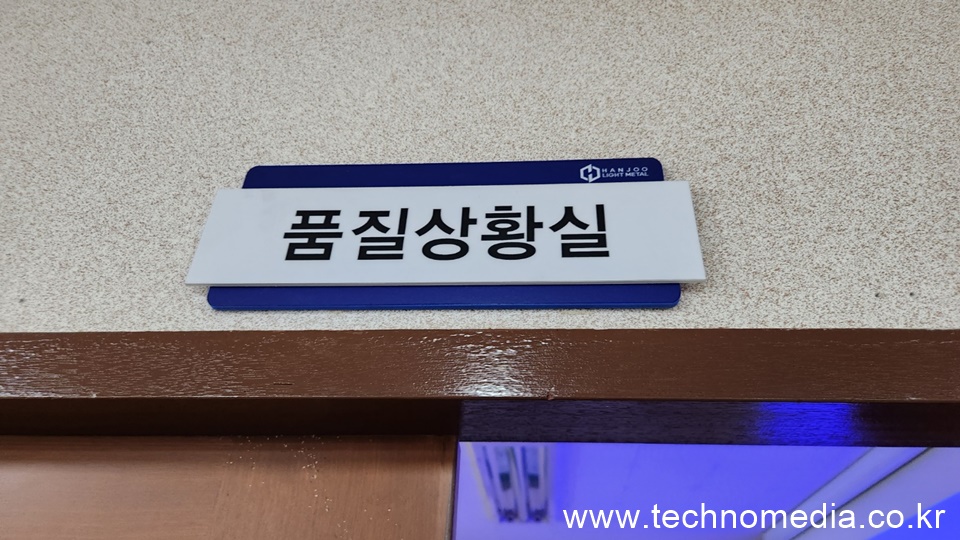 HANJOO
LIGHT METAL
품질상황실
www.technomedia.co.kr